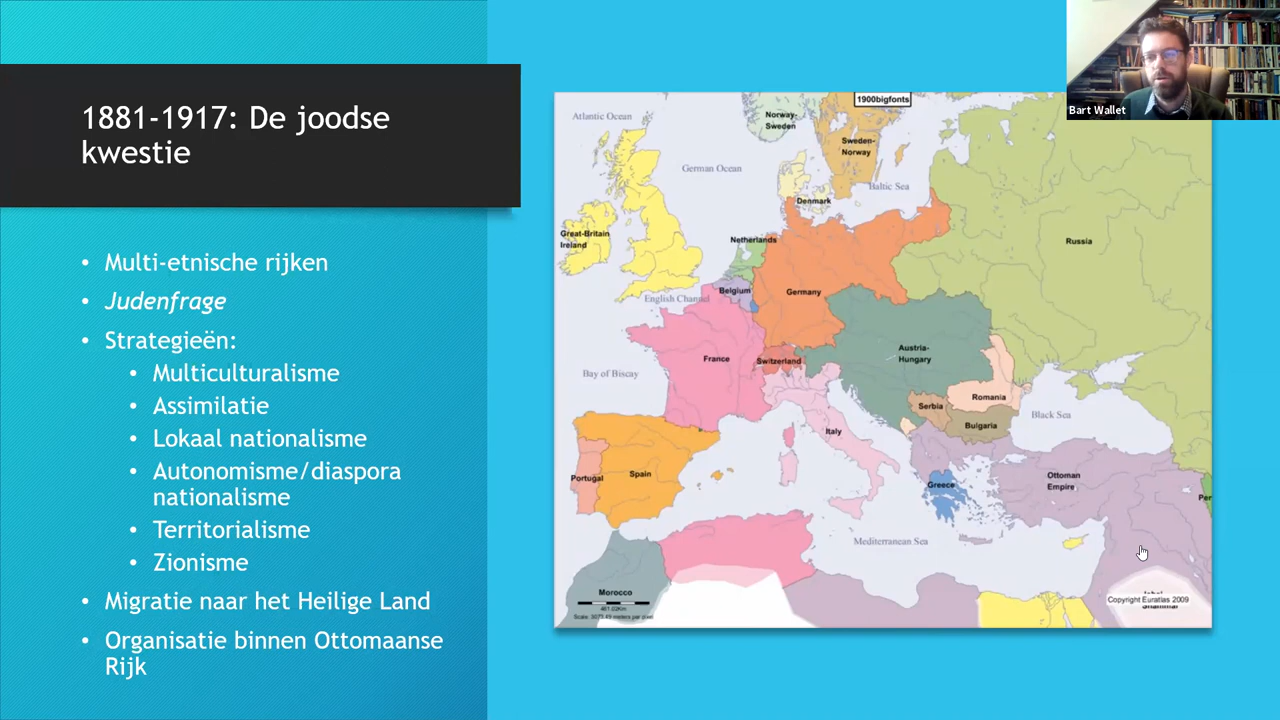 1881-1917: De joodse
kwestie
• Multi-etnische rijken
• Judenfrage
• Strategieën:
• Multiculturalisme
• Assimilatie
• Lokaal nationalisme
• Autonomisme/diaspora
nationalisme
• Territorialisme
• Zionisme
• Migratie naar het Heilige Land
• Organisatie binnen Ottomaanse
Rijk
1900bigfonts
Atlantic Ocean
Norway-
Sweden
Sweden-
Norway
German Ocean
Baltic Sea
Denmark
Great-Britain
Ireland
Netherlands
Russia
English Channel
Belgium
Germany
France
Switzerland
Austria-
Hungary
Bay of Biscay
Romania
Serbia
Black Sea
Bulgaria
Italy
Portugal
Spain
Greece
Ottoman
Empire
Per
Mediterranean Sea
Morocco
Copyright Euratlas 2009
Bart Wallet